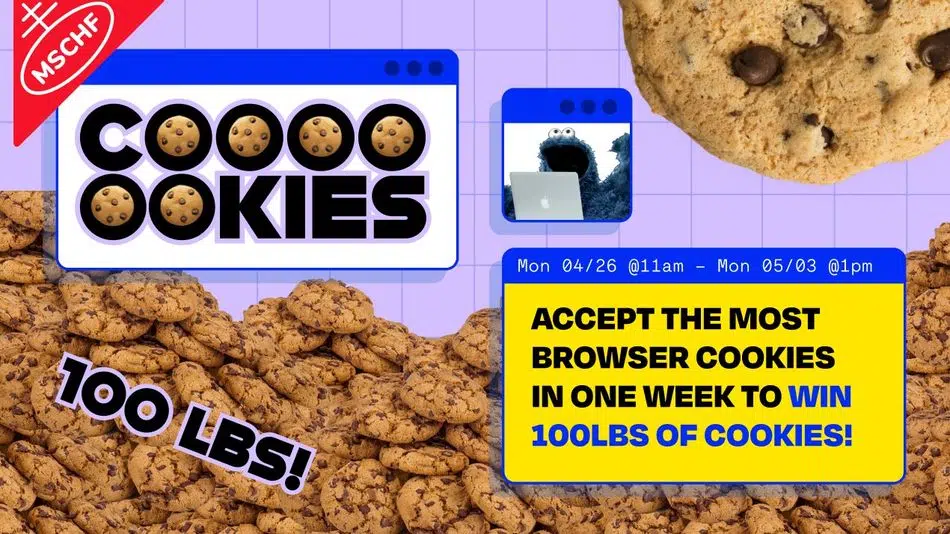 MSCHF
COOOO
OOKIES
Mon 04/26 @11am – Mon 05/03 @1pm
ACCEPT THE MOST
BROWSER COOKIES
IN ONE WEEK TO WIN
100LBS OF COOKIES!
100 LBS!